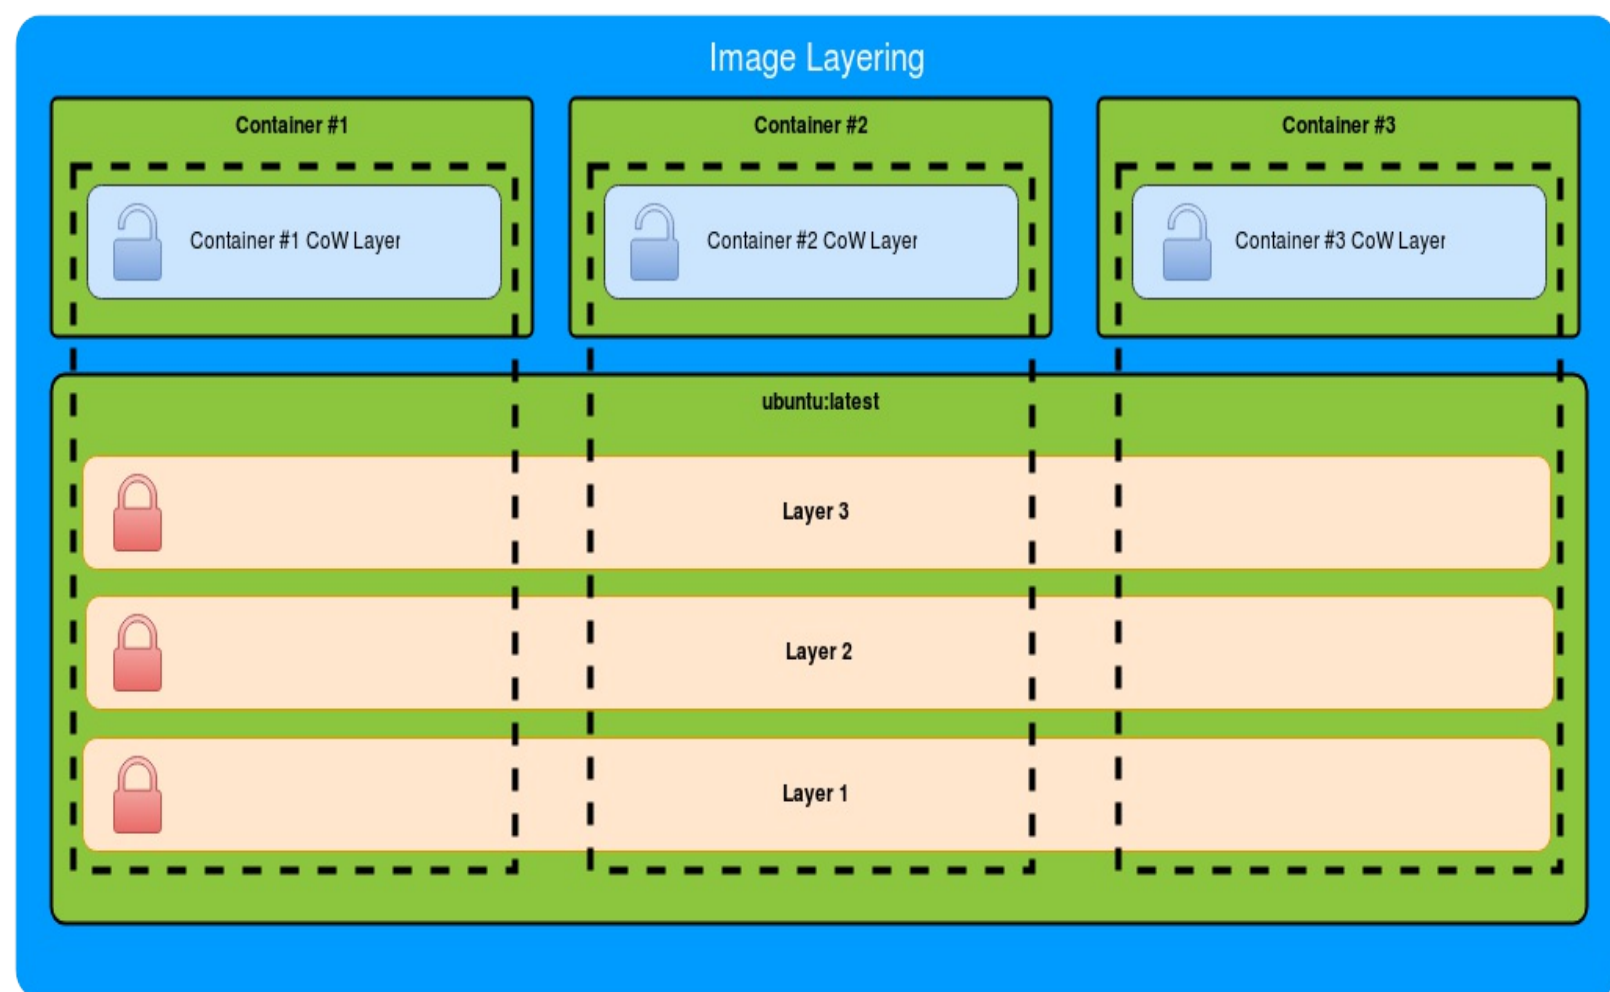 Image Layering
Container #1
Container #2
Container #3
Container #1 CoW Layer
Container #2 CoW Layer
Container #3 CoW Layer
ubuntu:latest
Layer 3
Layer 2
Layer 1